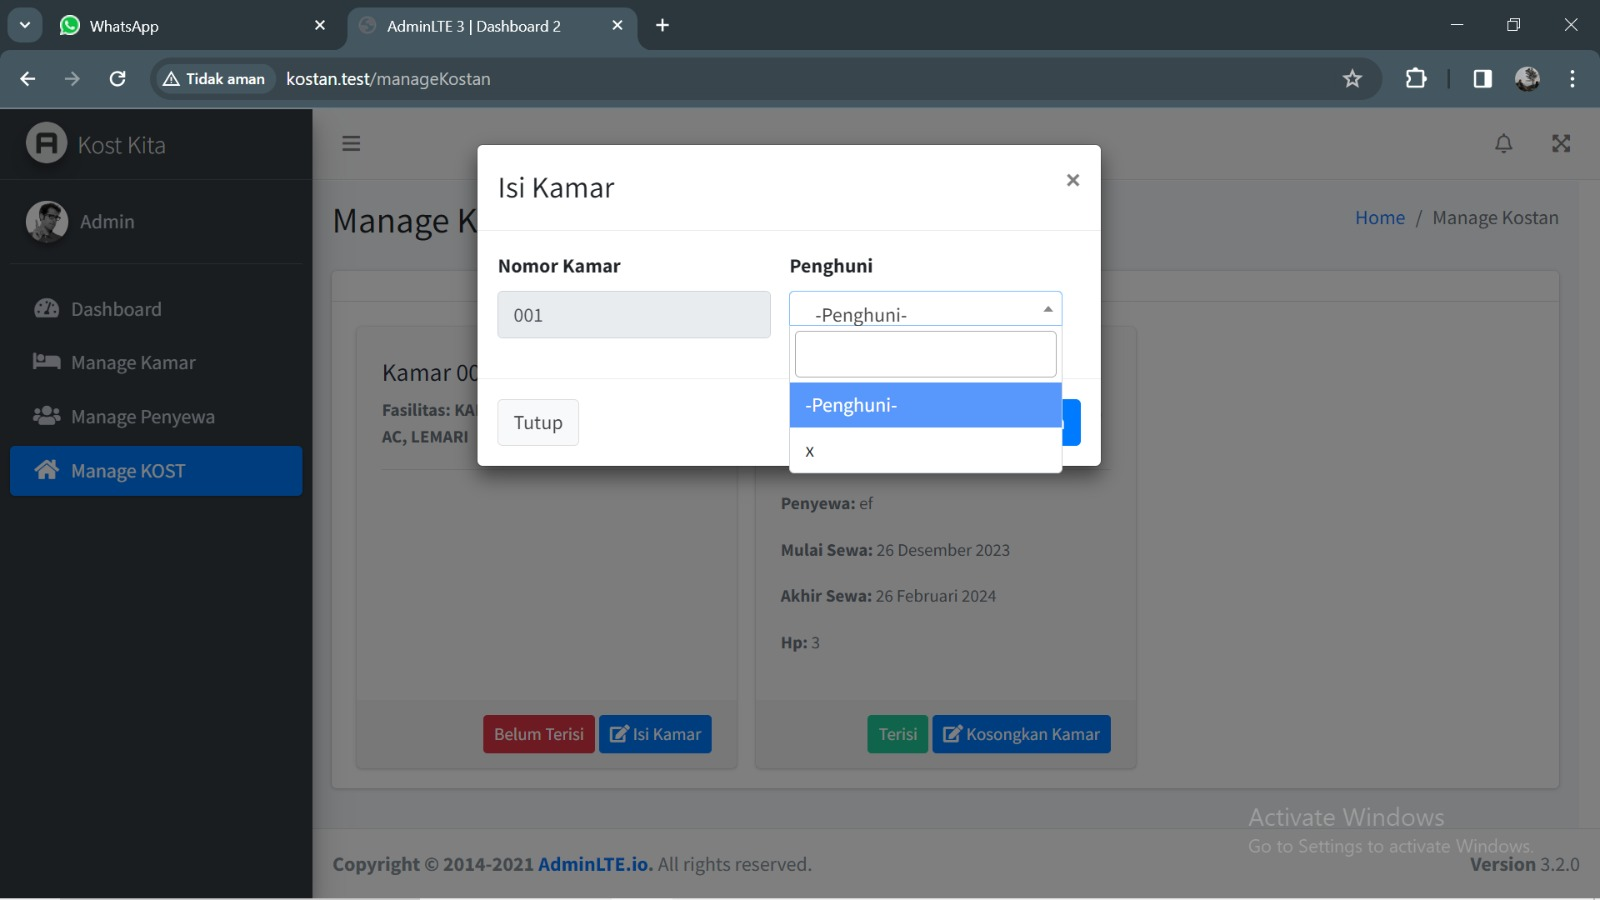 WhatsApp
AdminLTE 3 | Dashboard 2
Tidak aman
kostan.test/manageKostan
Kost Kita
Admin
Dashboard
Manage Kamar
Manage Penyewa
Manage KOST
Manage K
Home / Manage Kostan
Isi Kamar
×
Nomor Kamar
001
Penghuni
-Penghuni-
-Penghuni-
x
Tutup
Kamar 00
Fasilitas: KA
AC, LEMARI
Belum Terisi
Isi Kamar
Penyewa: ef
Mulai Sewa: 26 Desember 2023
Akhir Sewa: 26 Februari 2024
Hp: 3
Terisi
Kosongkan Kamar
Activate Windows
Go to Settings to activate Windows.
Copyright © 2014-2021 AdminLTE.io. All rights reserved.
Version 3.2.0